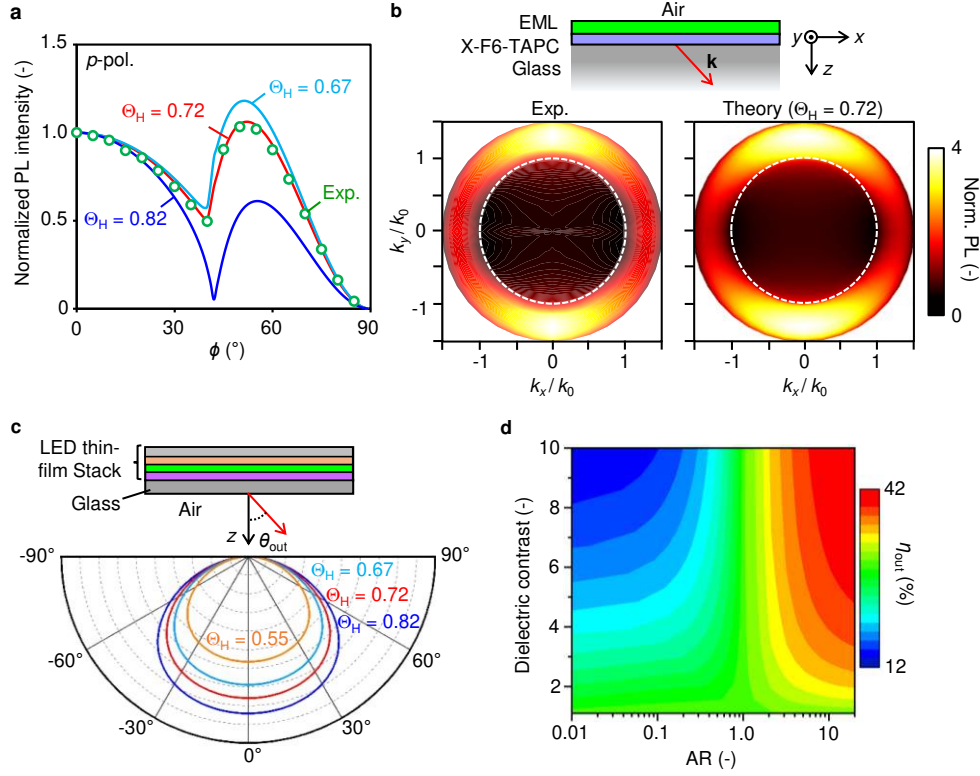 a
p-pol.
Normalized PL intensity (-)
1.5
1.0
0.5
0
0
30
60
90
ϕ (°)
ΘH = 0.67
ΘH = 0.72
ΘH = 0.82
Exp.
b
Air
EML
X-F6-TAPC
Glass
k
y
x
z
Exp.
Theory (ΘH = 0.72)
ky/k0
1
0
-1
-1
0
1
kx/k0
1
0
-1
-1
0
1
kx/k0
4
0
Norm. PL (-)
c
LED thin-
film Stack
Glass
Air
z
θout
-90°
90°
-60°
60°
-30°
30°
0°
ΘH = 0.67
ΘH = 0.72
ΘH = 0.82
ΘH = 0.55
d
Dielectric contrast (-)
10
8
6
4
2
0.01
0.1
1.0
10
AR (-)
42
12
ηout (%)